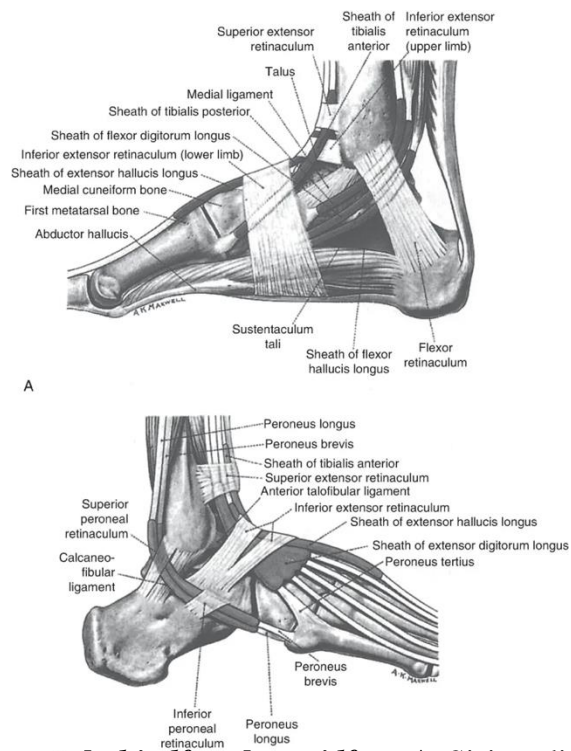 Superior extensor
retinaculum
Sheath of
tibialis
anterior
Inferior extensor
retinaculum
(upper limb)
Talus
Medial ligament
Sheath of tibialis posterior
Sheath of flexor digitorum longus
Inferior extensor retinaculum (lower limb)
Sheath of extensor hallucis longus
Medial cuneiform bone
First metatarsal bone
Abductor hallucis
A.K. MAXWELL
Sustentaculum
tali
Sheath of flexor
hallucis longus
Flexor
retinaculum
A
Peroneus longus
Peroneus brevis
Sheath of tibialis anterior
Superior extensor retinaculum
Anterior talofibular ligament
Inferior extensor retinaculum
Sheath of extensor hallucis longus
Sheath of extensor digitorum longus
Peroneus tertius
Superior
peroneal
retinaculum
Calcaneo-
fibular
ligament
Peroneus
brevis
A.K. MAXWELL
Inferior
peroneal
retinaculum
Peroneus
longus